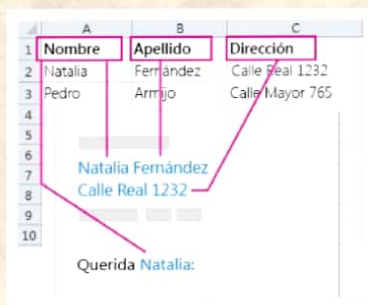 A B C
1 Nombre Apellido Dirección
2 Natalia Fernández Calle Real 1232
3 Pedro Armijo Calle Mayor 765
4
5
6
7 Natalia Fernández
8 Calle Real 1232
9
10
Querida Natalia: